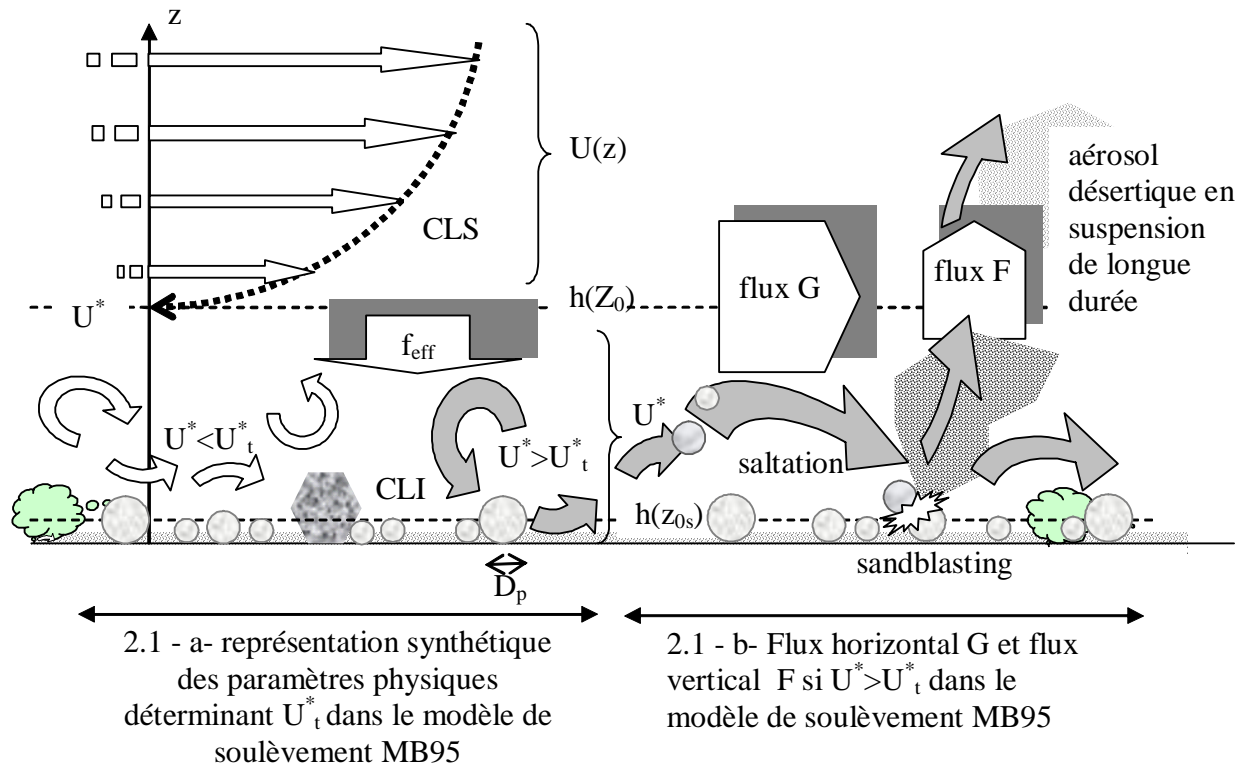 z
U(z)
CLS
aérosol
désertique en
suspension
de longue
durée
flux G
flux F
U*
h(Z0)
feff
U*
U*<U*t
U*>U*t
saltation
CLI
h(z0s)
sandblasting
Dp
2.1 - a- représentation synthétique
des paramètres physiques
déterminant U*t dans le modèle de
soulèvement MB95
2.1 - b- Flux horizontal G et flux
vertical F si U*>U*t dans le
modèle de soulèvement MB95